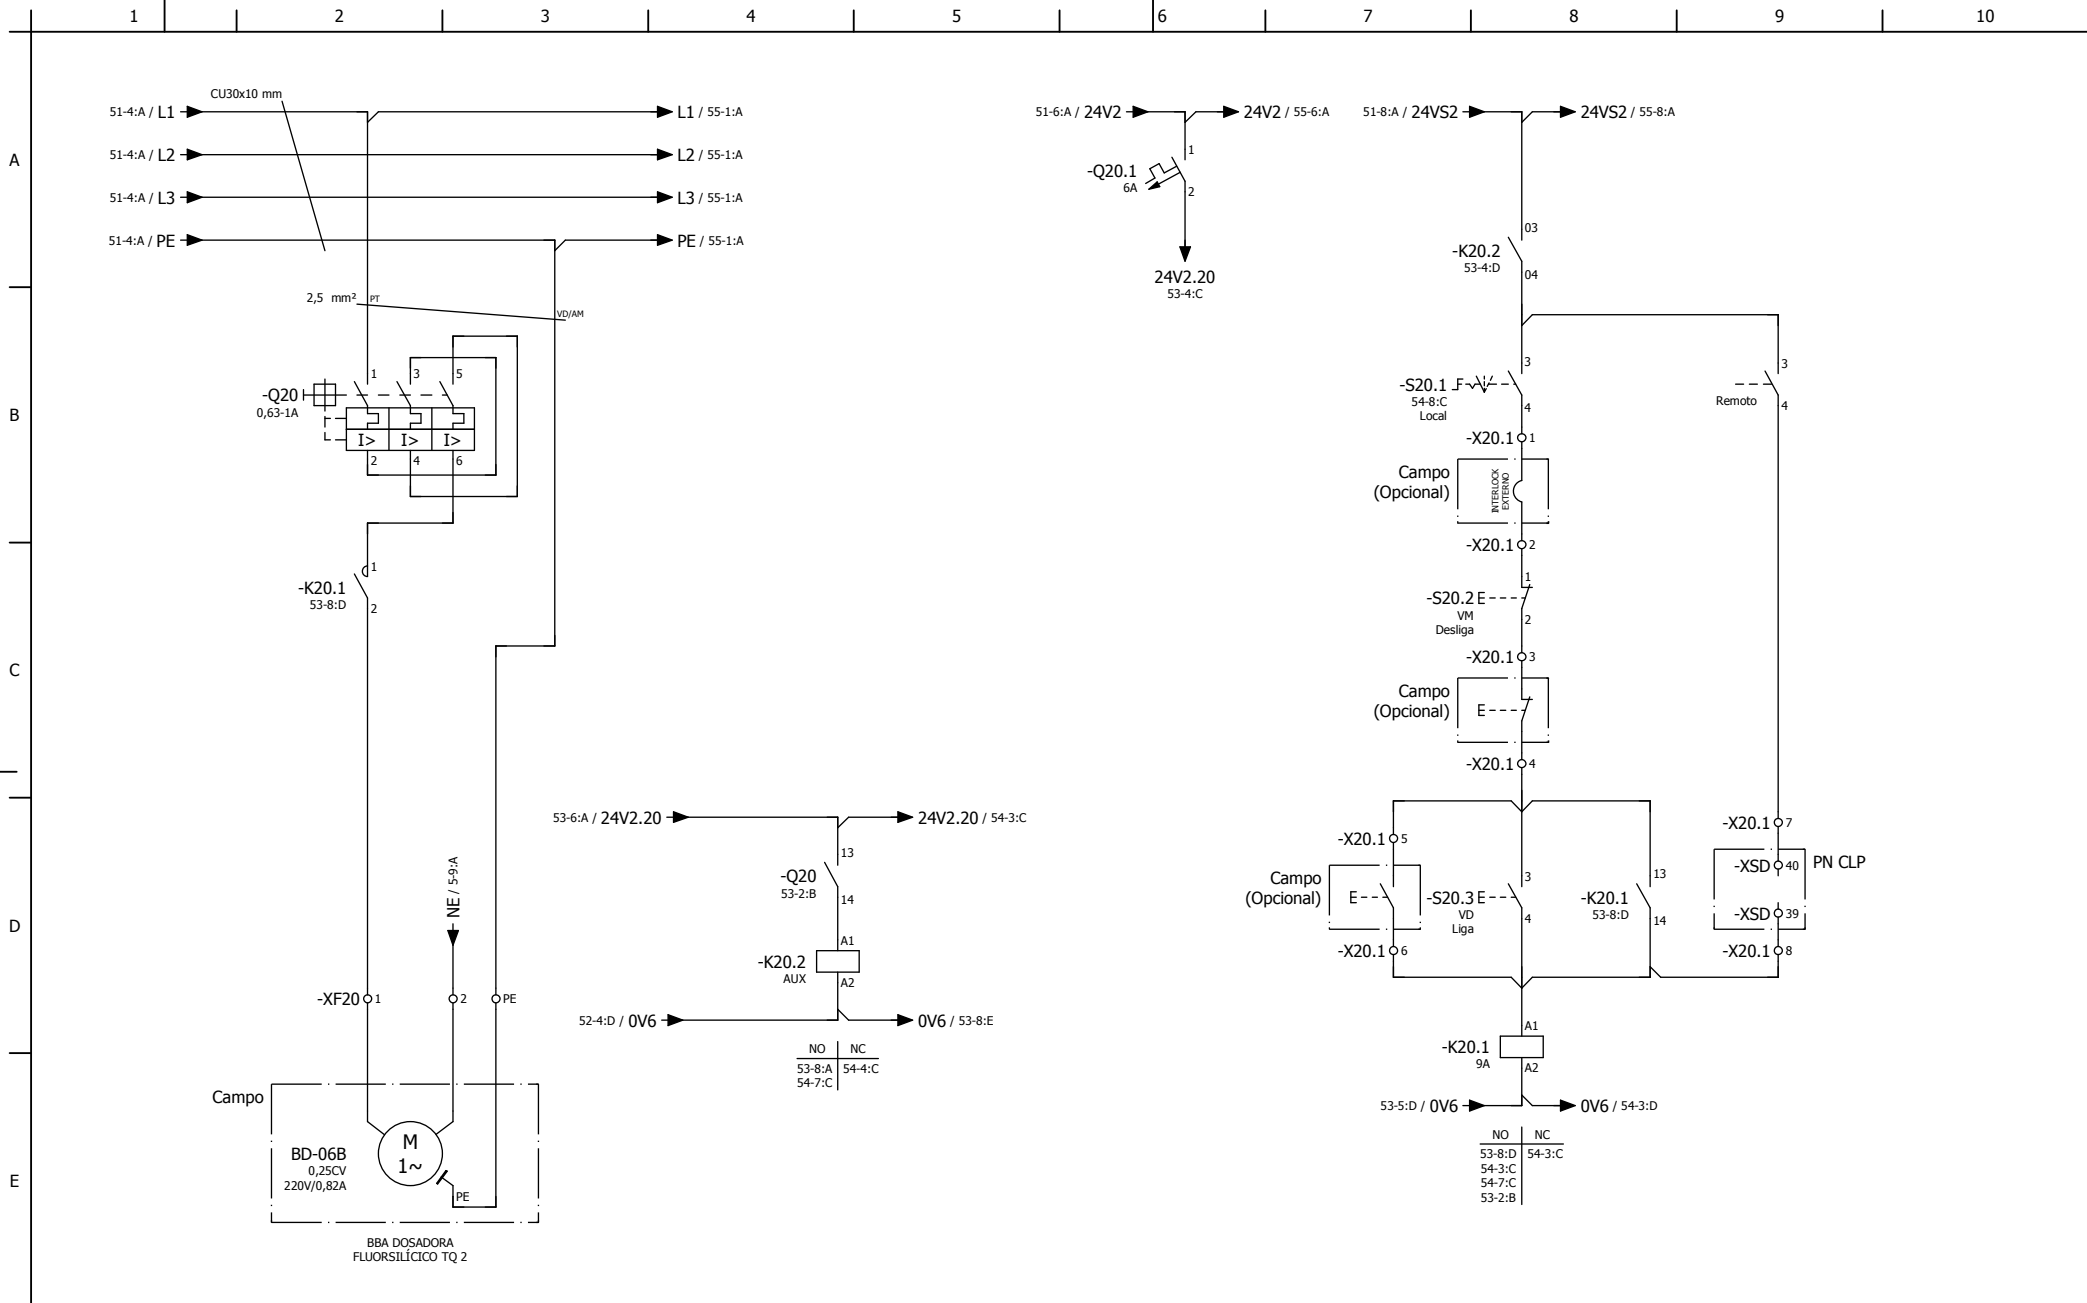 1 2 3 4 5 6 7 8 9 10
A
B
C
D
E
CU30x10 mm
51-4:A / L1
L1 / 55-1:A
51-4:A / L2
L2 / 55-1:A
51-4:A / L3
L3 / 55-1:A
51-4:A / PE
PE / 55-1:A
2,5 mm² PT
VD/AM
-Q20
0,63-1A
1 3 5
I> I> I>
2 4 6
-K20.1
53-8:D
1
2
NE / 5-9:A
-XF20 1 2 PE
Campo
BD-06B
0,25CV
220V/0,82A
M
1~
PE
BBA DOSADORA
FLUORSILÍCICO TQ 2
53-6:A / 24V2.20
24V2.20 / 54-3:C
13
-Q20
53-2:B
14
A1
-K20.2
AUX
A2
52-4:D / 0V6
0V6 / 53-8:E
NO NC
53-8:A 54-4:C
54-7:C
51-6:A / 24V2
24V2 / 55-6:A
1
-Q20.1
6A
2
24V2.20
53-4:C
51-8:A / 24VS2
24VS2 / 55-8:A
03
-K20.2
53-4:D
04
3
-S20.1
54-8:C
Local
4
-X20.1 1
Campo
(Opcional)
INTERLOCK
EXTERNO
-X20.1 2
1
-S20.2 E
VM
Desliga
2
-X20.1 3
Campo
(Opcional)
E
-X20.1 4
-X20.1 5
Campo
(Opcional)
E
-X20.1 6
3
-S20.3 E
VD
Liga
4
13
-K20.1
53-8:D
14
3
Remoto
4
-X20.1 7
PN CLP
-XSD 40
-XSD 39
-X20.1 8
A1
-K20.1
9A
A2
53-5:D / 0V6
0V6 / 54-3:D
NO NC
53-8:D 54-3:C
54-3:C
54-7:C
53-2:B